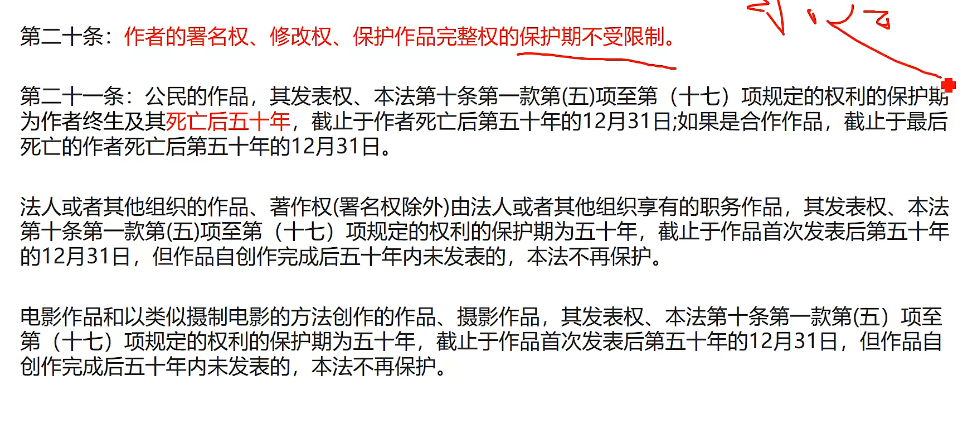 第二十条：作者的署名权、修改权、保护作品完整权的保护期不受限制。
第二十一条：公民的作品，其发表权、本法第十条第一款第(五)项至第（十七）项规定的权利的保护期
为作者终生及其死亡后五十年，截止于作者死亡后第五十年的12月31日;如果是合作作品，截止于最后
死亡的作者死亡后第五十年的12月31日。
法人或者其他组织的作品、著作权(署名权除外)由法人或者其他组织享有的职务作品，其发表权、本法
第十条第一款第(五)项至第（十七）项规定的权利的保护期为五十年，截止于作品首次发表后第五十年
的12月31日，但作品自创作完成后五十年内未发表的，本法不再保护。
电影作品和以类似摄制电影的方法创作的作品、摄影作品，其发表权、本法第十条第一款第(五）项至
第（十七）项规定的权利的保护期为五十年，截止于作品首次发表后第五十年的12月31日，但作品自
创作完成后五十年内未发表的，本法不再保护。